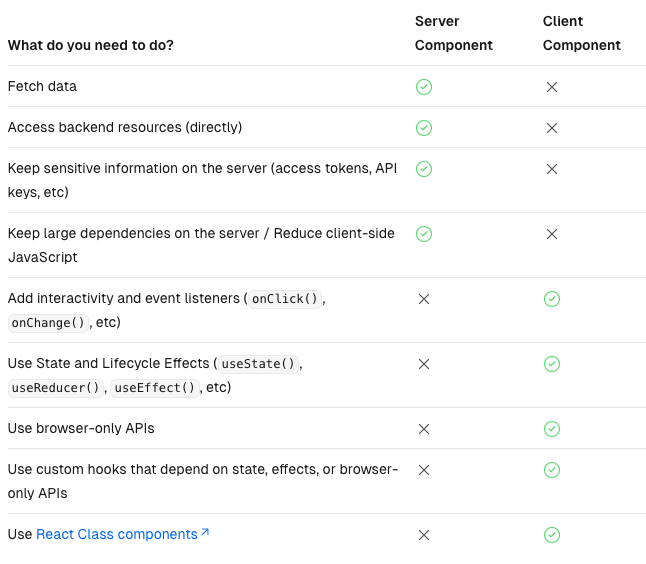 Server Client
What do you need to do? Component Component
Fetch data
Access backend resources (directly)
Keep sensitive information on the server (access tokens, API
keys, etc)
Keep large dependencies on the server / Reduce client-side
JavaScript
Add interactivity and event listeners ( onClick() ,
onChange() , etc)
Use State and Lifecycle Effects ( useState() ,
useReducer() , useEffect() , etc)
Use browser-only APIs
Use custom hooks that depend on state, effects, or browser-
only APIs
Use React Class components